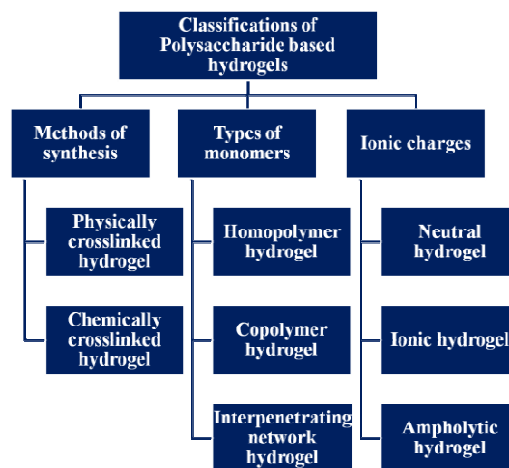 Classifications of
Polysaccharide based
hydrogels
Methods of
synthesis
Physically
crosslinked
hydrogel
Chemically
crosslinked
hydrogel
Types of
monomers
Homopolymer
hydrogel
Copolymer
hydrogel
Interpenetrating
network
hydrogel
Ionic charges
Neutral
hydrogel
Ionic hydrogel
Ampholytic
hydrogel